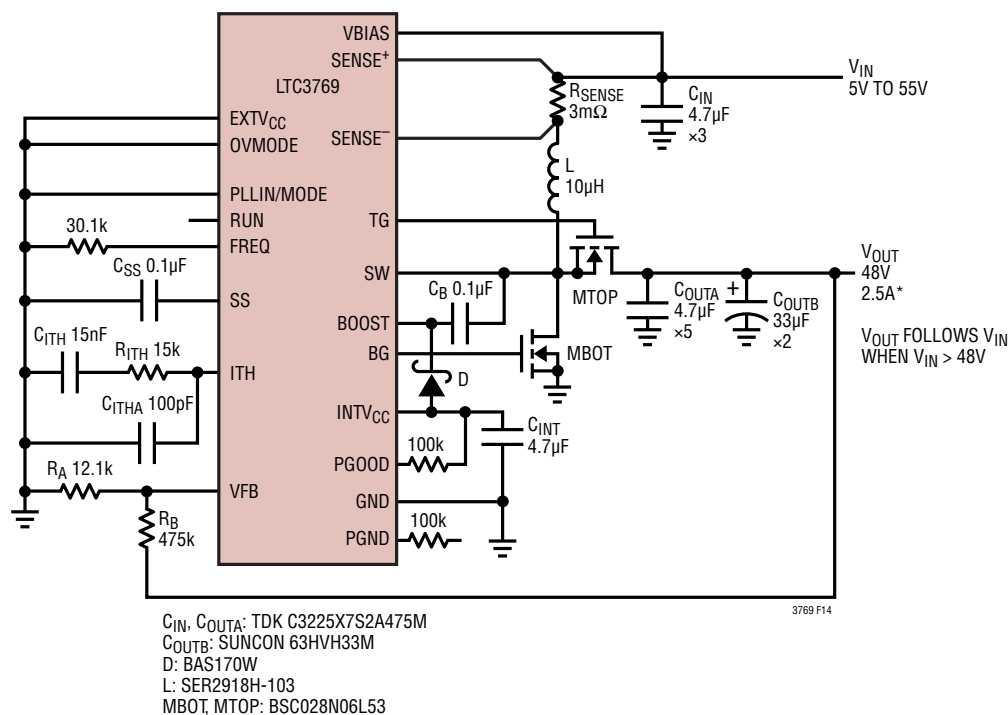 VBIAS
SENSE+
LTC3769
RSENSE
3mΩ
CIN
4.7µF
×3
VIN
5V TO 55V
EXTVCC
OVMODE
SENSE–
L
10µH
PLLIN/MODE
RUN
TG
30.1k
FREQ
CSS 0.1µF
SS
SW
CB 0.1µF
MTOP
COUTA
4.7µF
×5
+
COUTB
33µF
×2
VOUT
48V
2.5A*
VOUT FOLLOWS VIN
WHEN VIN > 48V
BOOST
BG
MBOT
CITH 15nF
RITH 15k
ITH
D
CITHA 100pF
INTVCC
CINT
4.7µF
100k
PGOOD
RA 12.1k
VFB
GND
RB
475k
100k
PGND
3769 F14
CIN, COUTA: TDK C3225X7S2A475M
COUTB: SUNCON 63HVH33M
D: BAS170W
L: SER2918H-103
MBOT, MTOP: BSC028N06L53